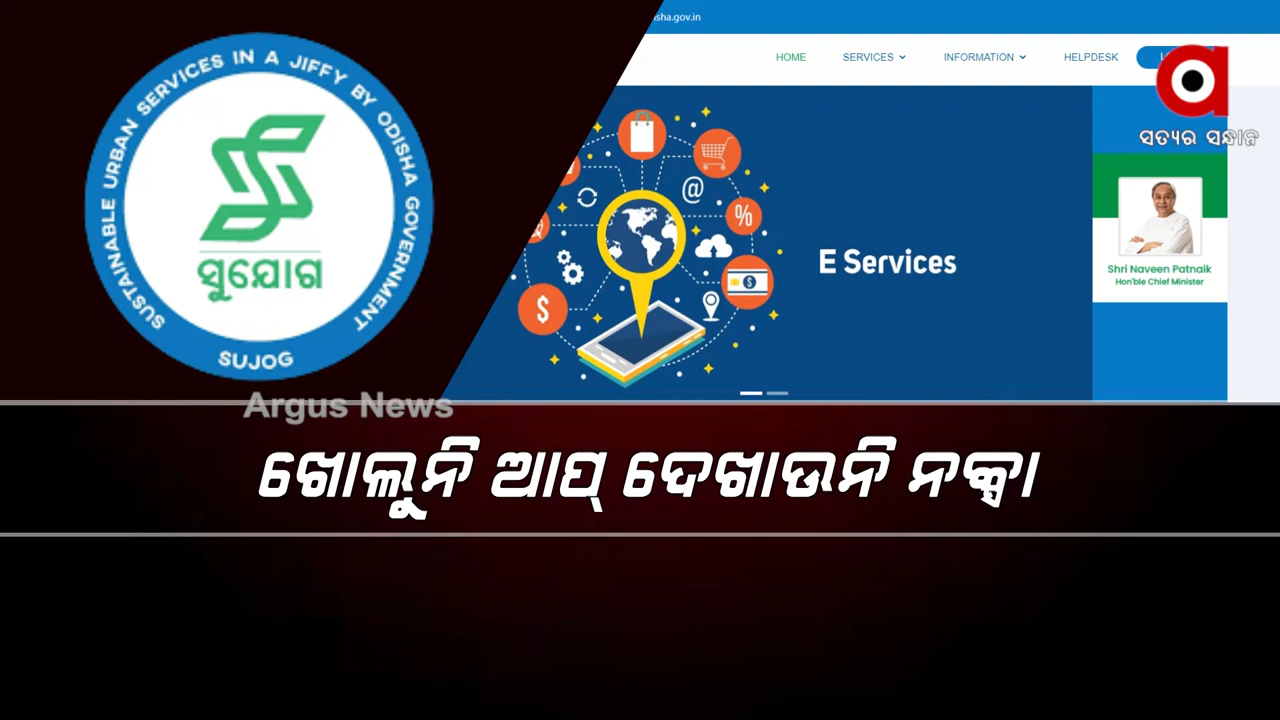 SUSTAINABLE URBAN SERVICES IN A JIFFY BY ODISHA GOVERNMENT
ସୁଯୋଗ
SUJOG
sha.gov.in
HOME SERVICES INFORMATION HELPDESK
ସତ୍ୟର ସନ୍ଧାନ
E Services
Shri Naveen Patnaik
Hon'ble Chief Minister
Argus News
ଖୋଲୁନି ଆପ୍ ଦେଖାଉନି ନକ୍ସା